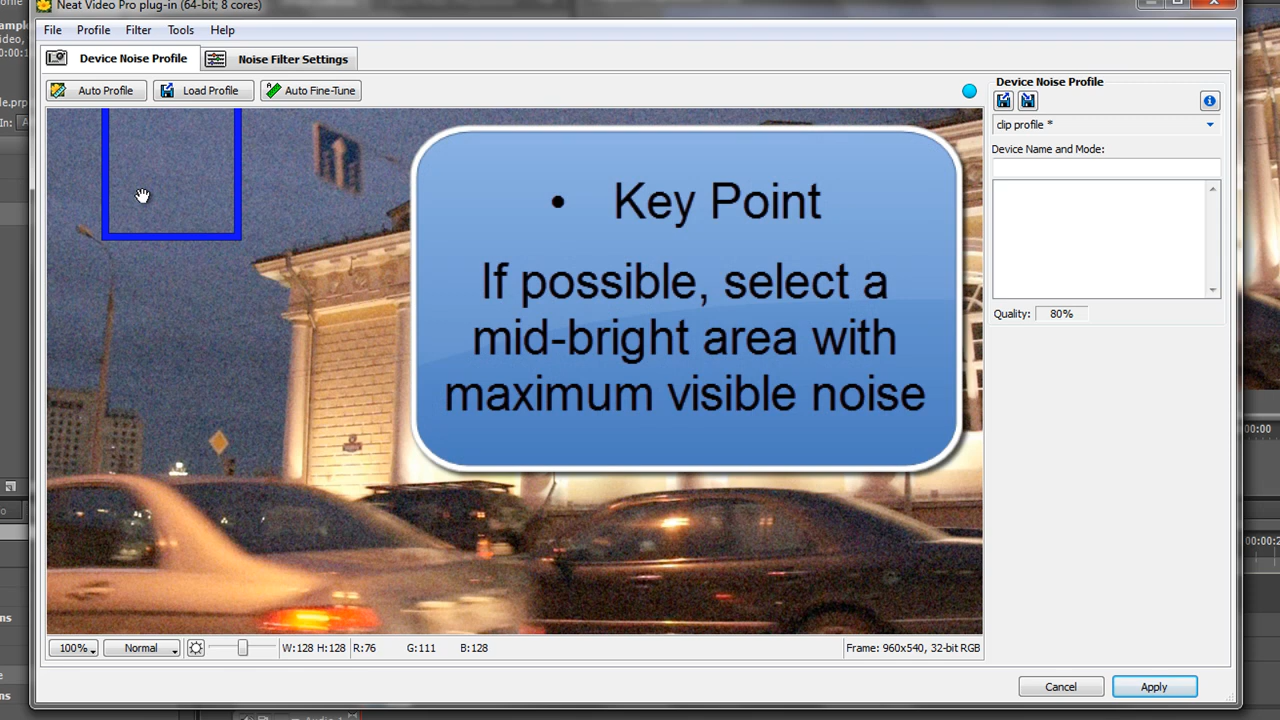 Neat Video Pro plug-in (64-bit; 8 cores)
File Profile Filter Tools Help
Device Noise Profile Noise Filter Settings
Auto Profile Load Profile Auto Fine-Tune
Device Noise Profile
clip profile *
Device Name and Mode:
Quality: 80%
• Key Point
If possible, select a
mid-bright area with
maximum visible noise
100% Normal W:128 H:128 R:76 G:111 B:128 Frame: 960x540, 32-bit RGB
Cancel Apply
In: